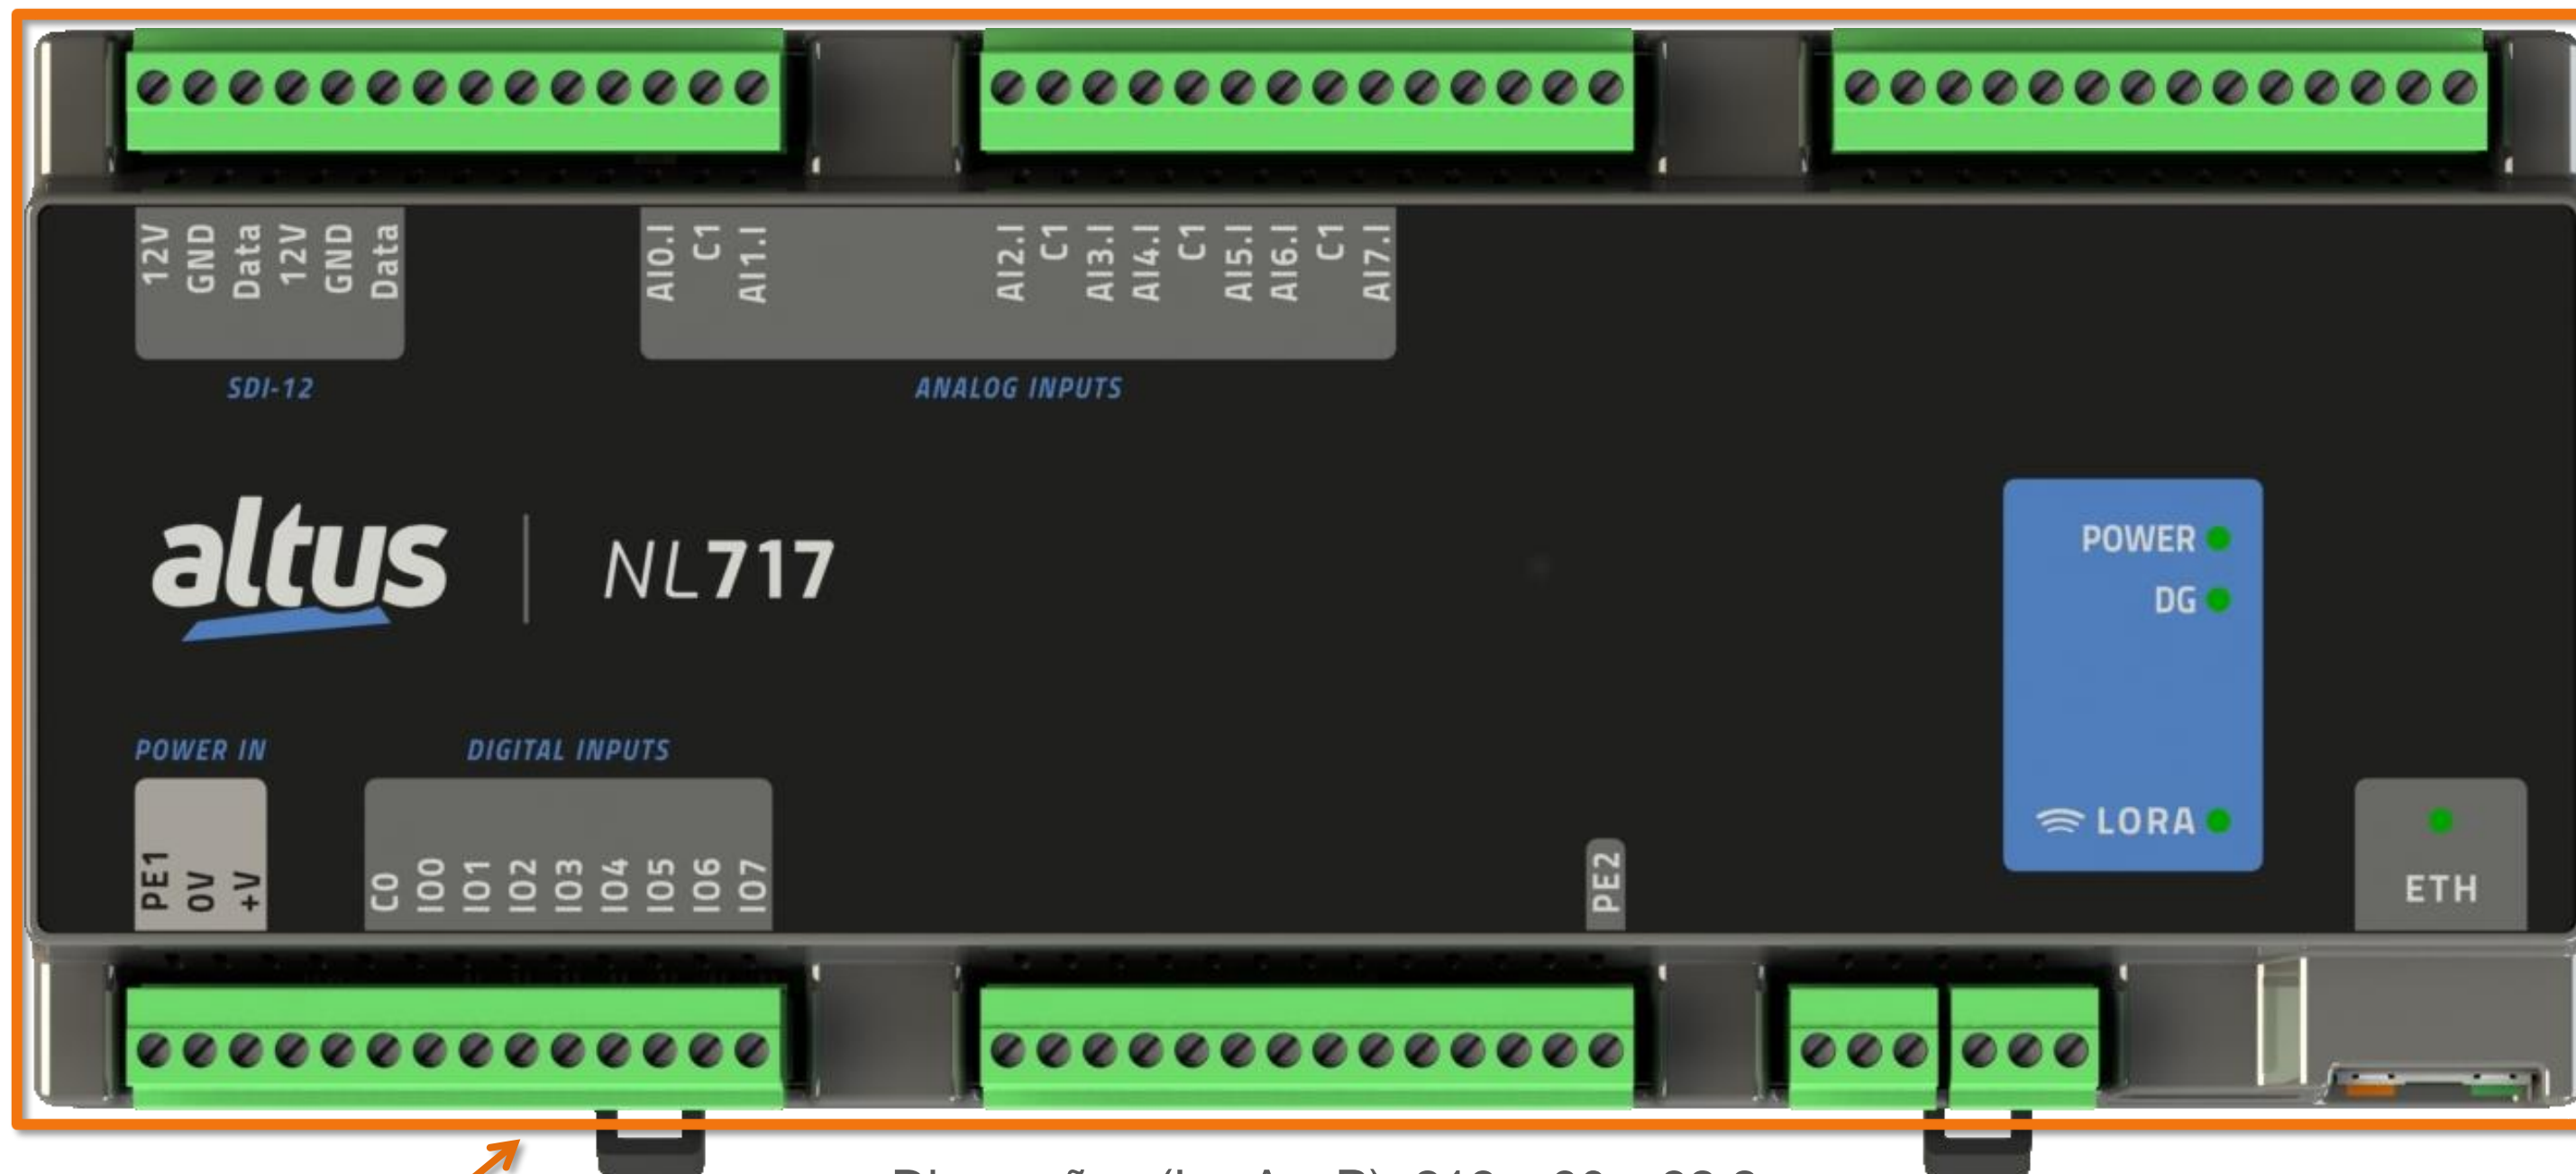 12V GND Data 12V GND Data
AI0.I C1 AI1.I AI2.I C1 AI3.I AI4.I C1 AI5.I AI6.I C1 AI7.I
SDI-12
ANALOG INPUTS
altus
NL717
POWER
DG
LORA
POWER IN
DIGITAL INPUTS
PE1 0V +V
C0 I00 I01 I02 I03 I04 I05 I06 I07
PE2
ETH